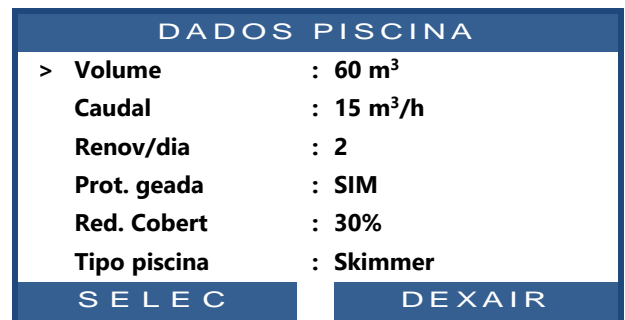 DADOS PISCINA
> Volume : 60 m³
Caudal : 15 m³/h
Renov/dia : 2
Prot. geada : SIM
Red. Cobert : 30%
Tipo piscina : Skimmer
SELEC DEXAIR